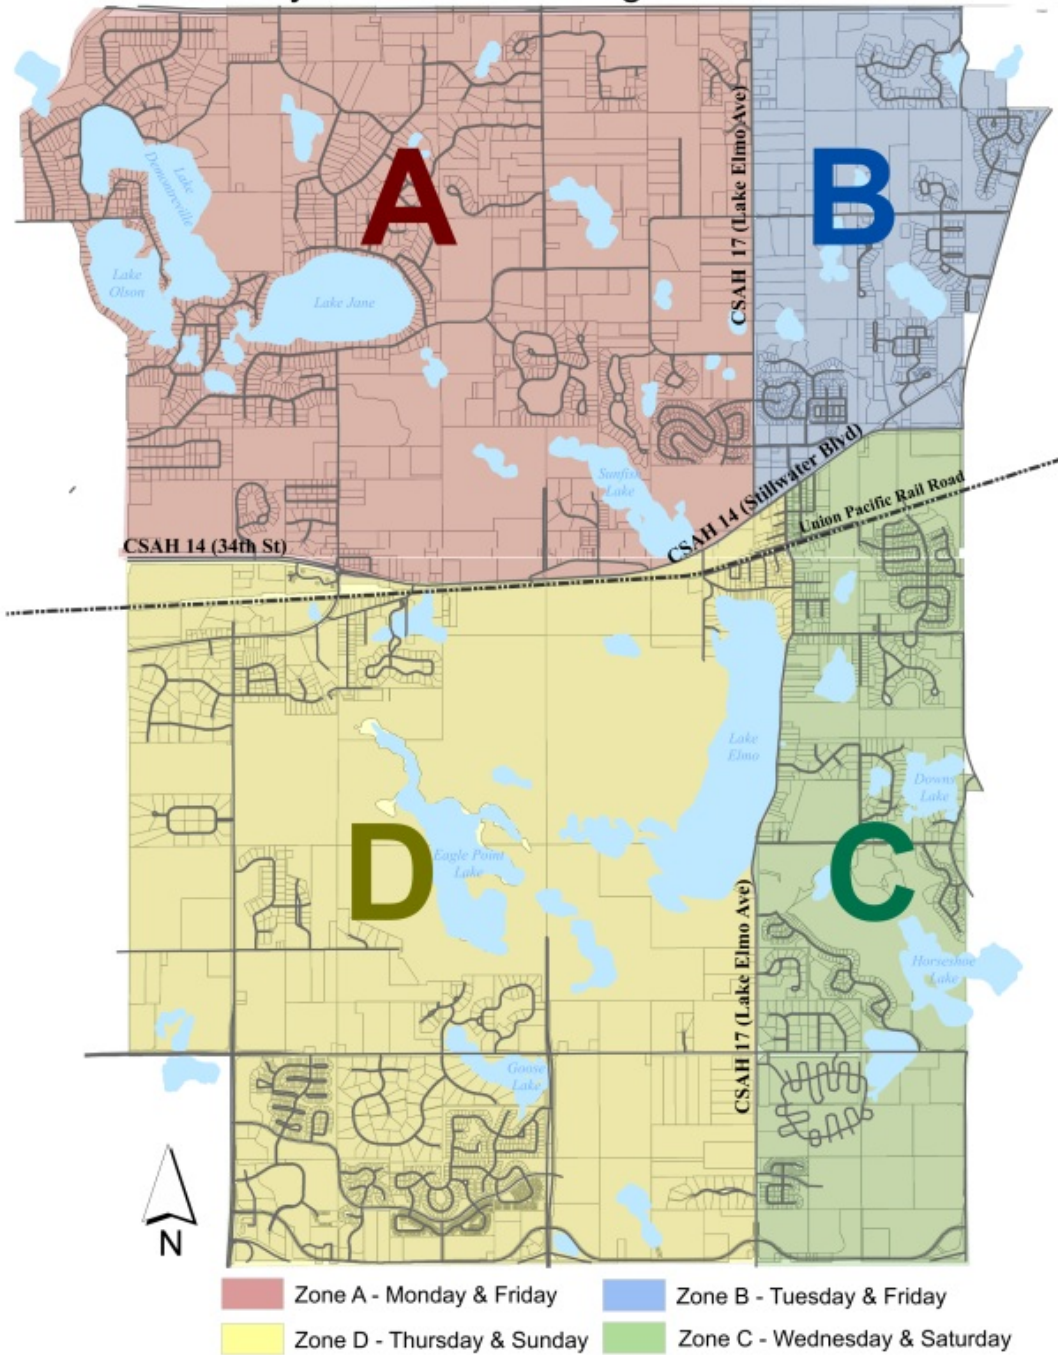 A
B
CSAH 17 (Lake Elmo Ave)
Lake
Demontreville
Lake
Olson
Lake Jane
Sunfish
Lake
CSAH 14 (Stillwater Blvd)
Union Pacific Rail Road
CSAH 14 (34th St)
Lake
Elmo
Downs
Lake
D
Eagle Point
Lake
C
CSAH 17 (Lake Elmo Ave)
Horseshoe
Lake
Goose
Lake
N
Zone A - Monday & Friday
Zone B - Tuesday & Friday
Zone D - Thursday & Sunday
Zone C - Wednesday & Saturday